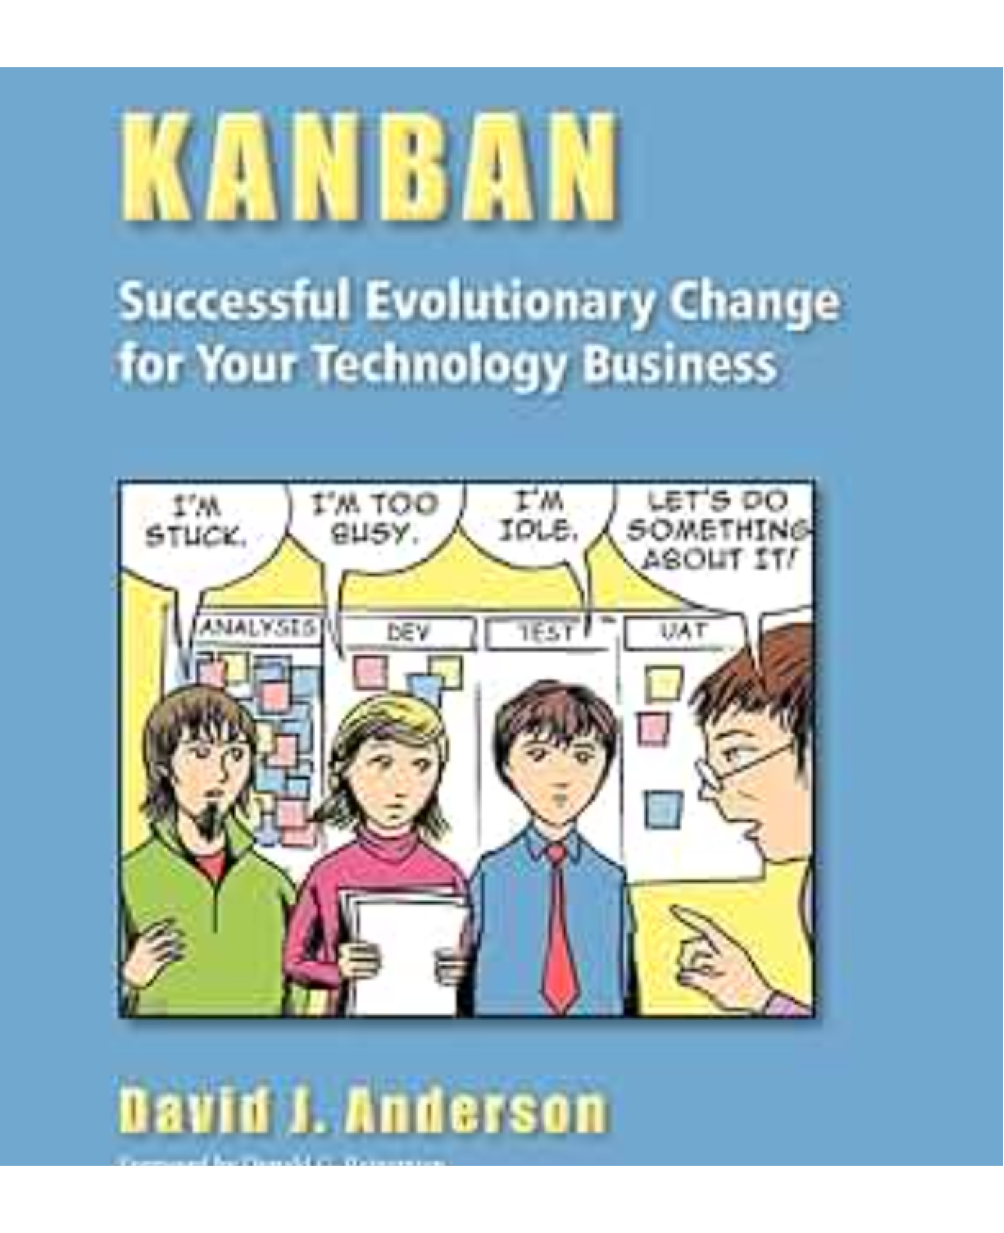 KANBAN
Successful Evolutionary Change
for Your Technology Business
I'M
STUCK.
I'M TOO
BUSY.
I'M
IDLE.
LET'S DO
SOMETHING
ABOUT IT!
ANALYSIS
DEV
TEST
UAT
David J. Anderson